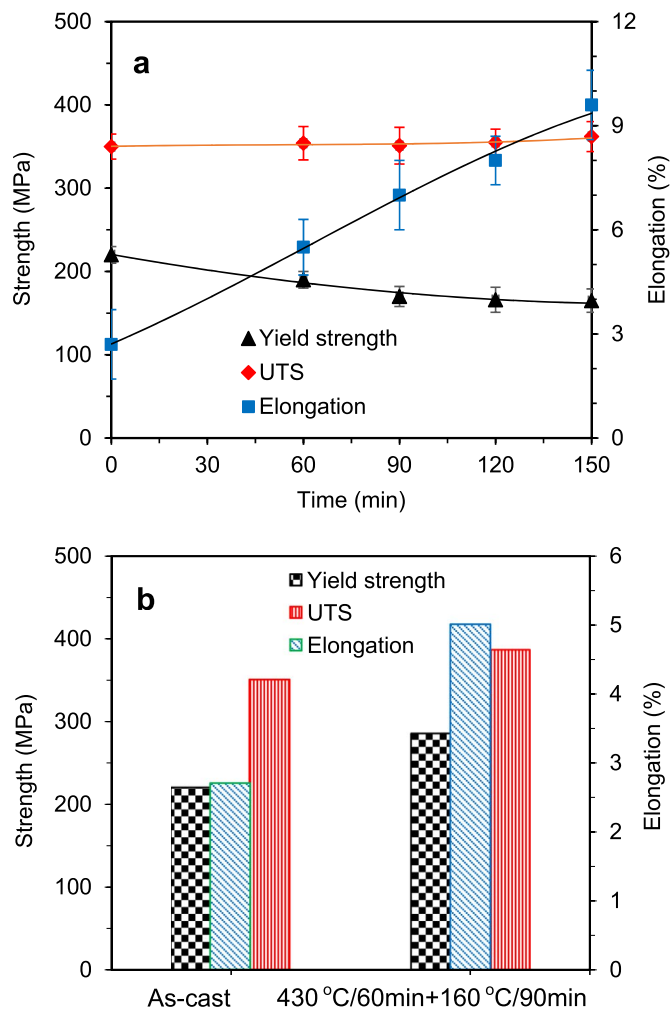 500
400
300
200
100
0
Strength (MPa)
a
12
9
6
3
0
Elongation (%)
Yield strength
UTS
Elongation
0
30
60
90
120
150
Time (min)
500
400
300
200
100
0
Strength (MPa)
b
Yield strength
UTS
Elongation
6
5
4
3
2
1
0
Elongation (%)
As-cast
430 °C/60min+160 °C/90min